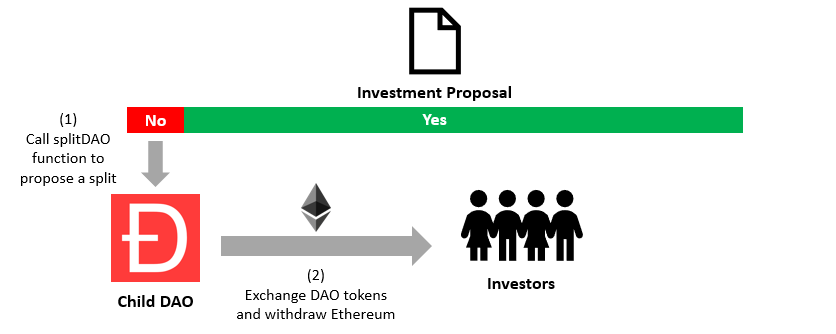 Investment Proposal
No
Yes
(1)
Call splitDAO
function to
propose a split
Đ
Child DAO
(2)
Exchange DAO tokens
and withdraw Ethereum
Investors